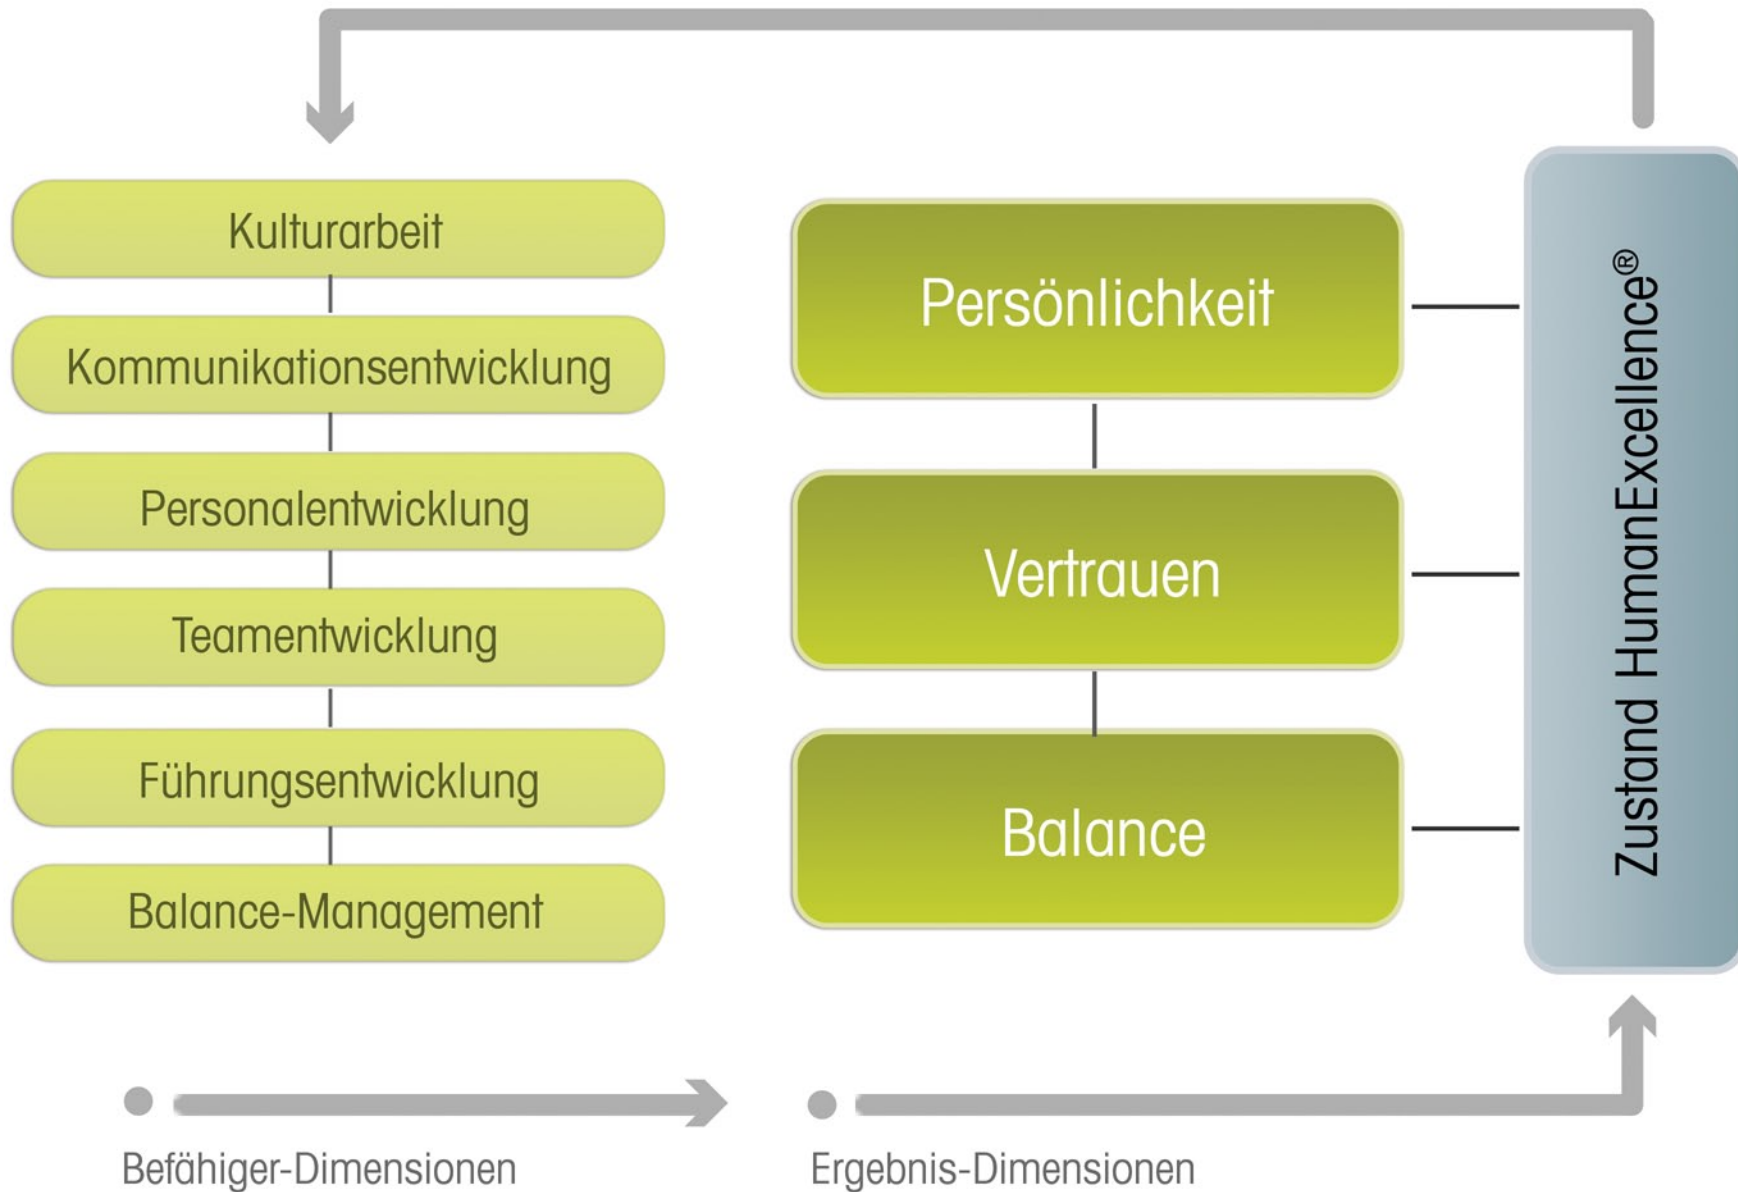 Kulturarbeit
Kommunikationsentwicklung
Personalentwicklung
Teamentwicklung
Führungsentwicklung
Balance-Management
Persönlichkeit
Vertrauen
Balance
Zustand HumanExcellence®
Befähiger-Dimensionen
Ergebnis-Dimensionen